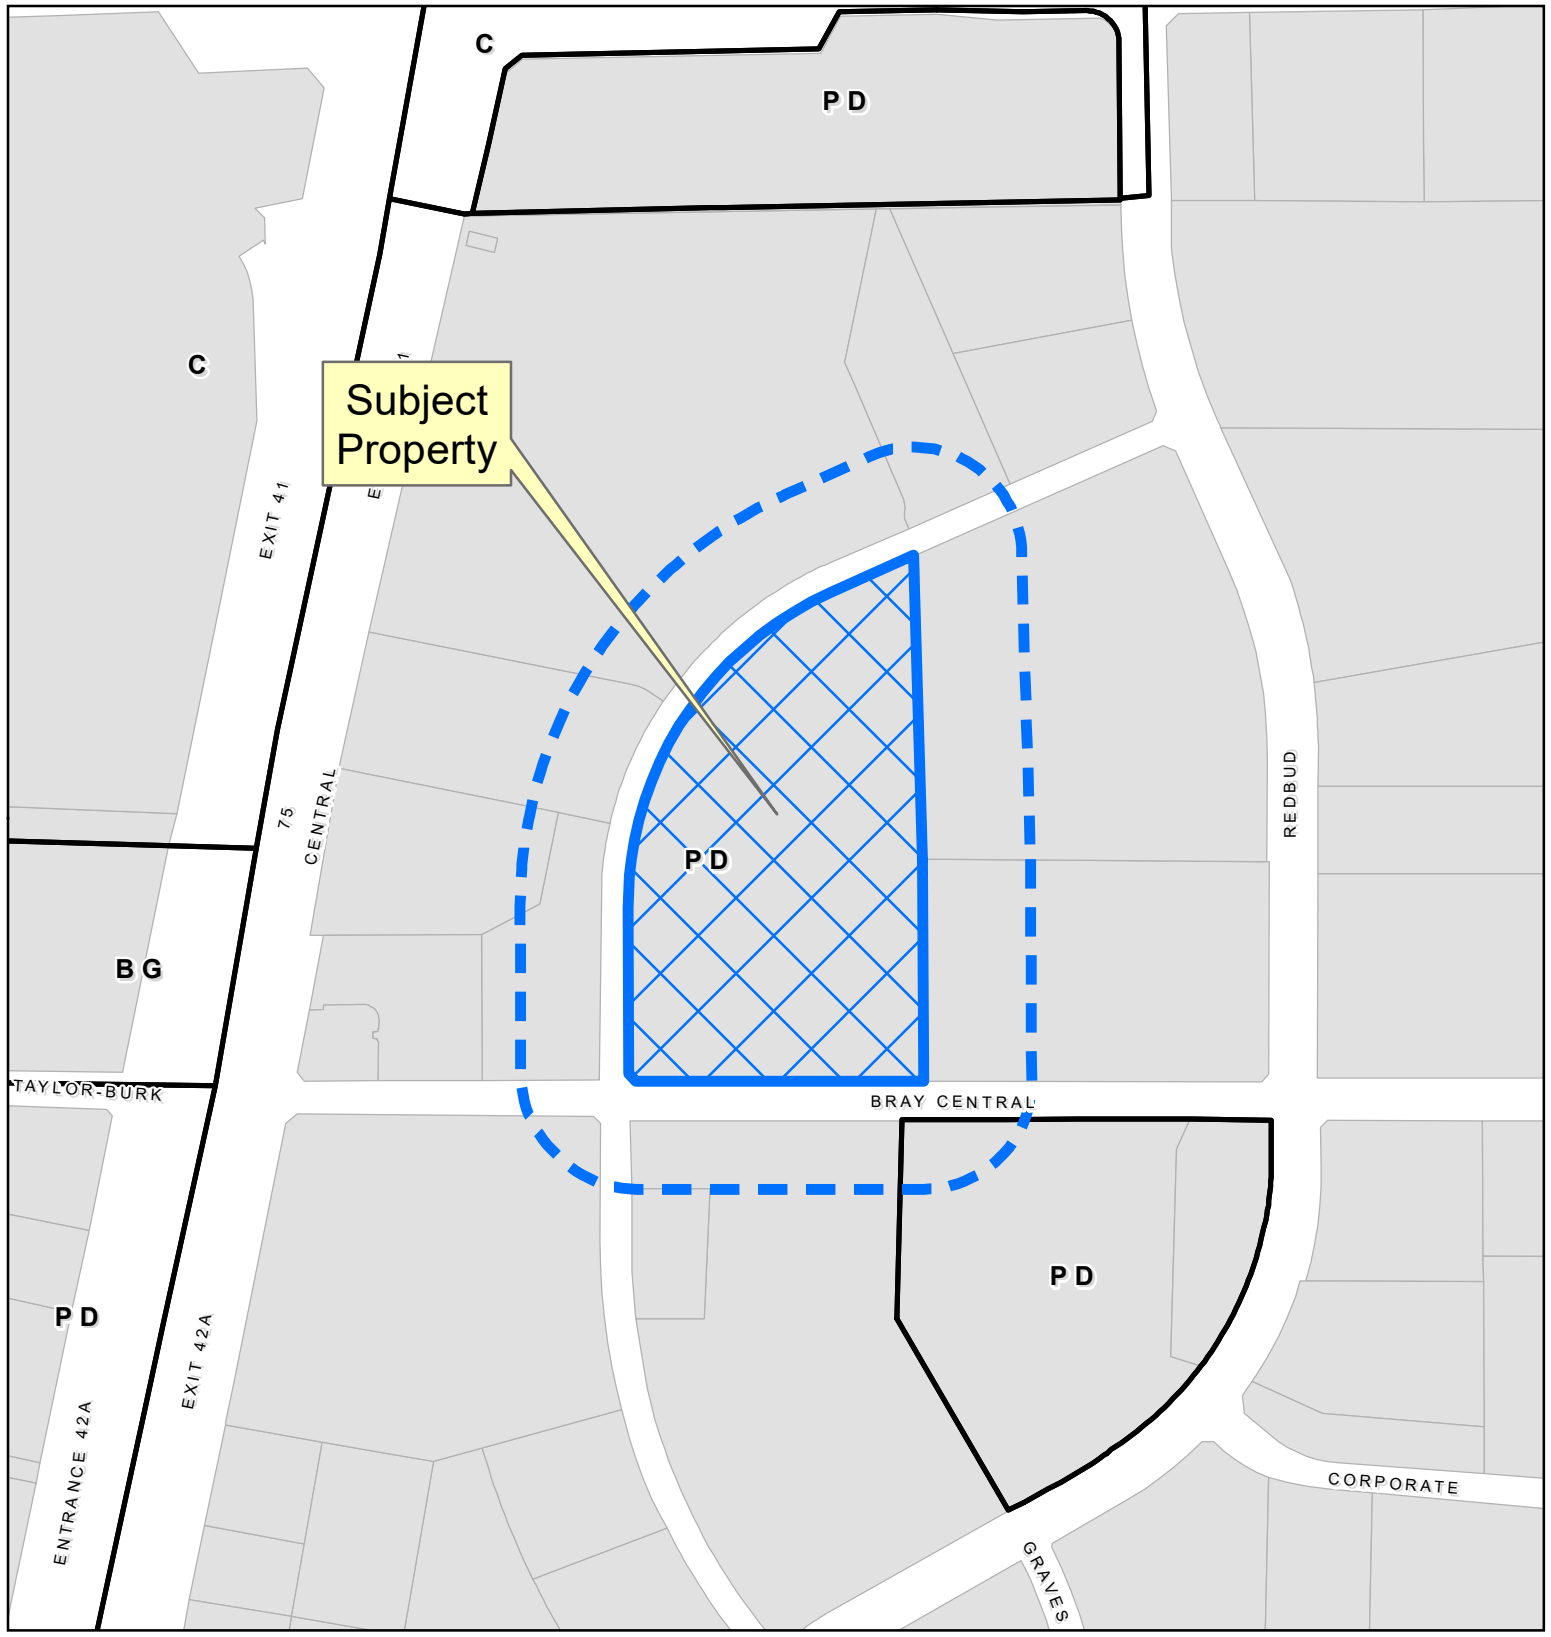 C
P D
C
Subject
Property
EXIT 41
75
CENTRAL
REDBUD
P D
B G
TAYLOR-BURK
BRAY CENTRAL
P D
P D
EXIT 42A
ENTRANCE 42A
CORPORATE
GRAVES